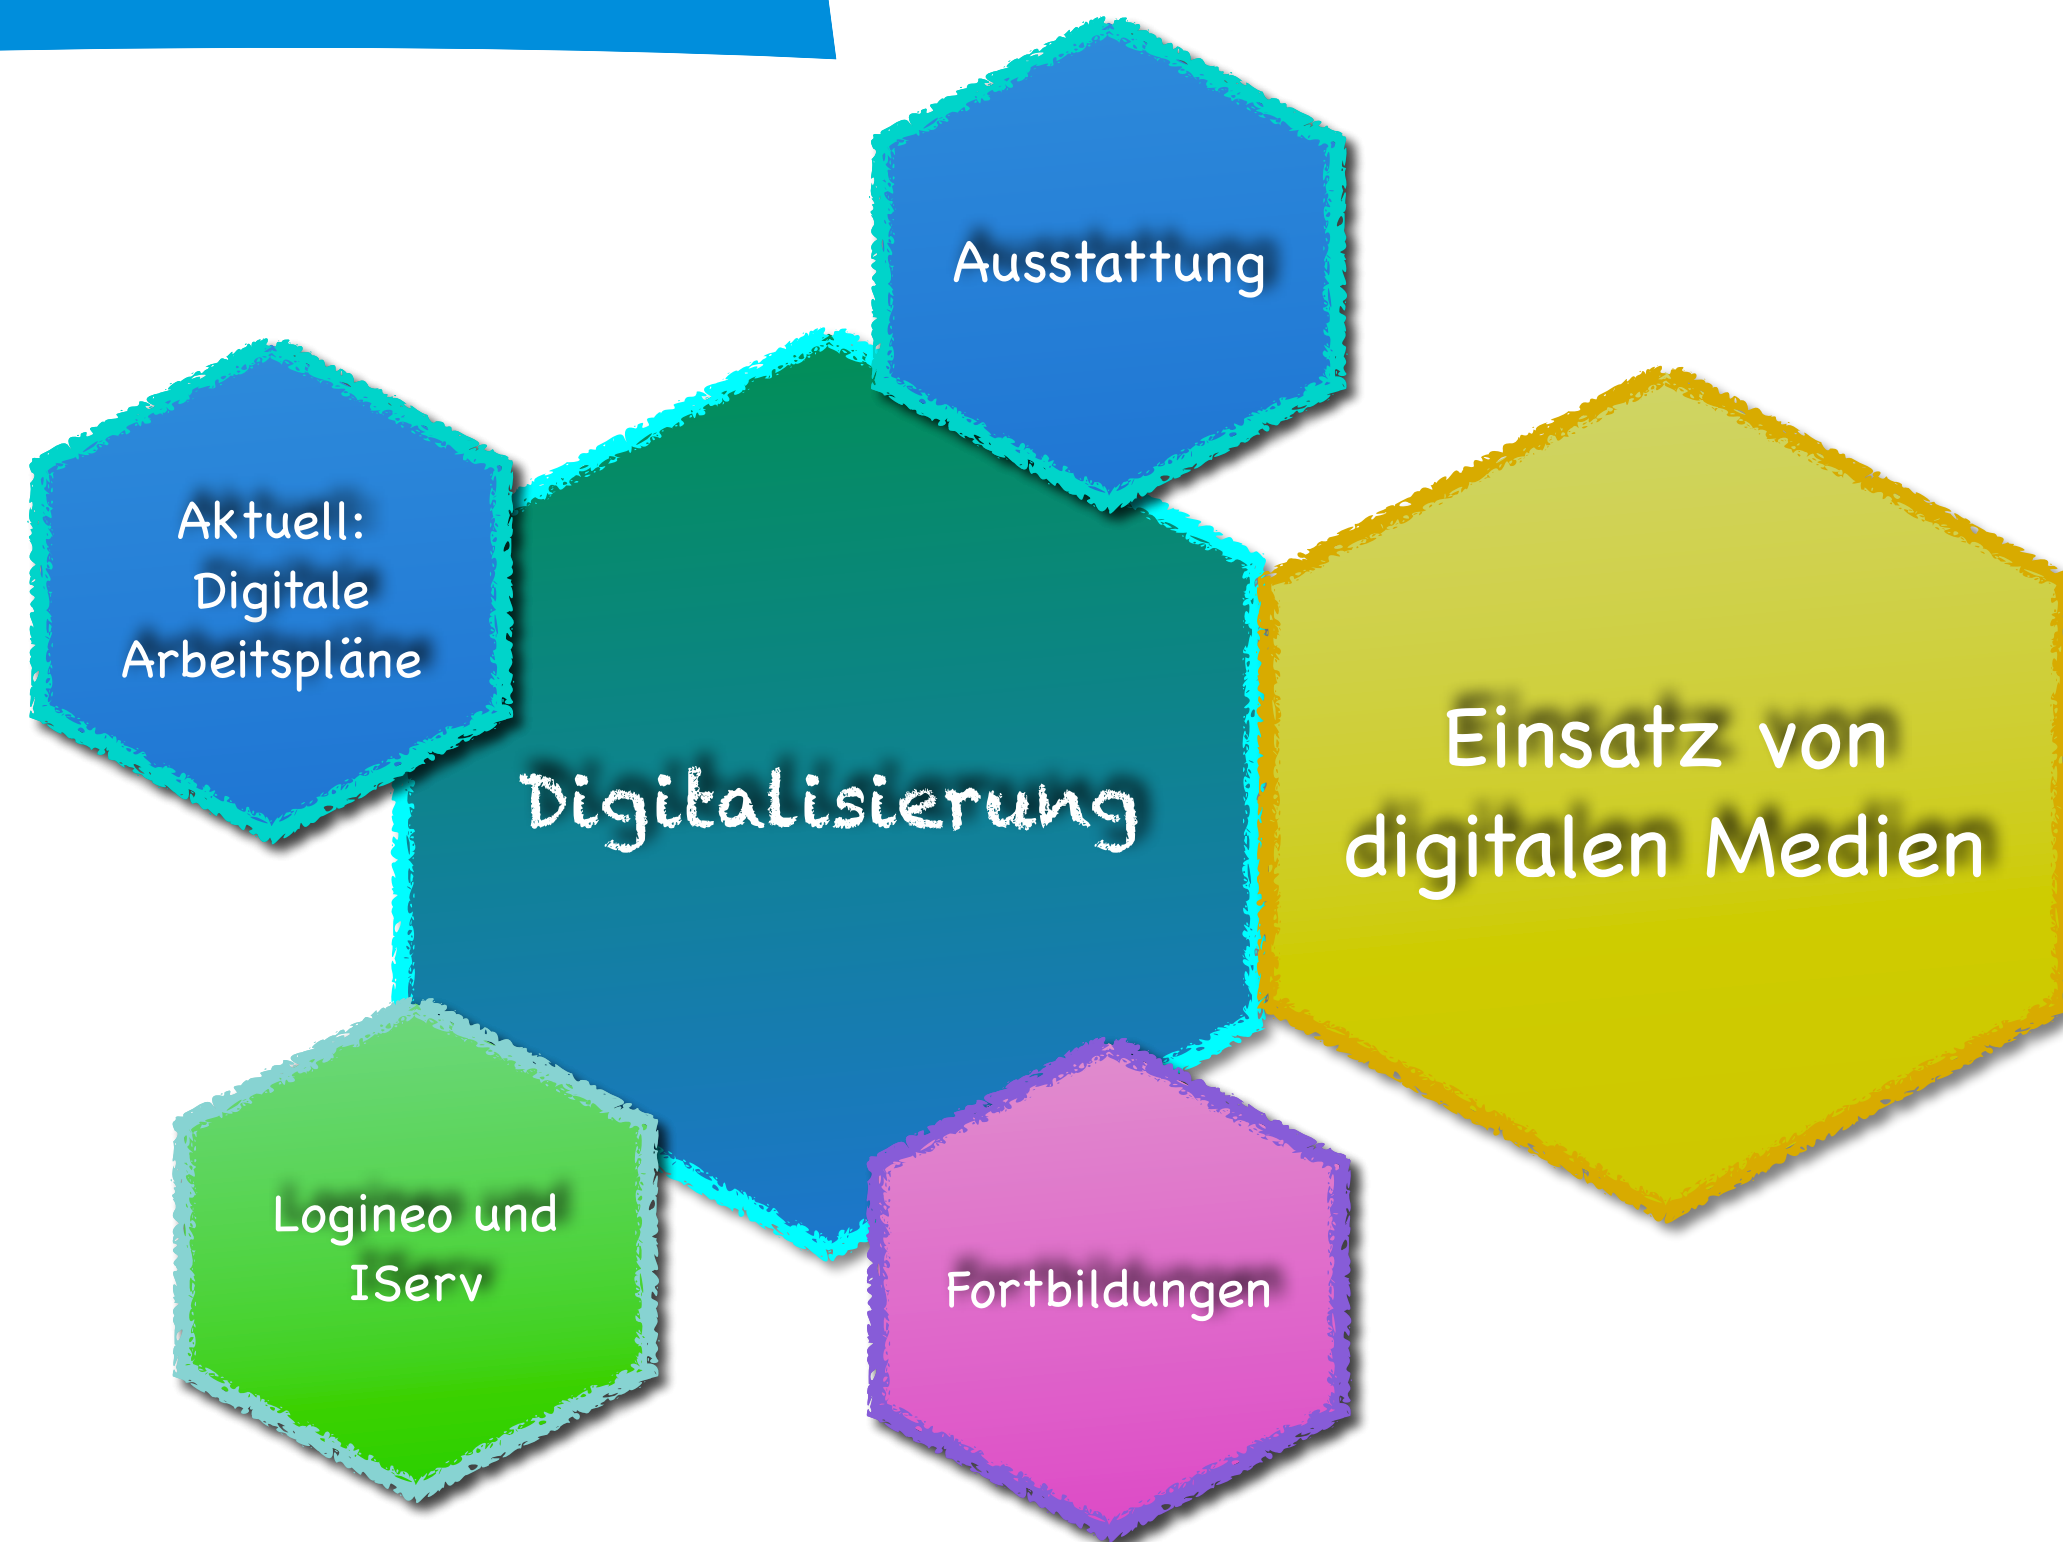 Ausstattung
Aktuell:
Digitale
Arbeitspläne
Digitalisierung
Einsatz von
digitalen Medien
Logineo und
IServ
Fortbildungen